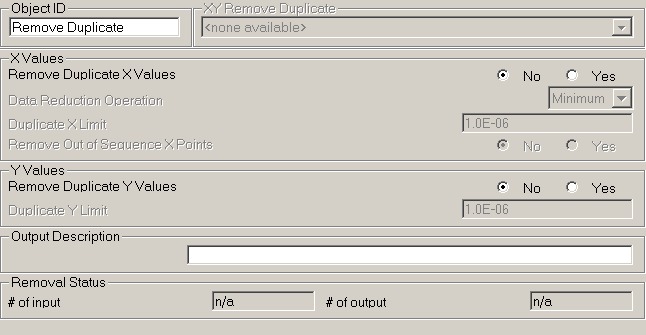 Object ID
Remove Duplicate
XY Remove Duplicate
<none available>
X Values
Remove Duplicate X Values No Yes
Data Reduction Operation Minimum
Duplicate X Limit 1.0E-06
Remove Out of Sequence X Points No Yes
Y Values
Remove Duplicate Y Values No Yes
Duplicate Y Limit 1.0E-06
Output Description
Removal Status
# of input n/a # of output n/a